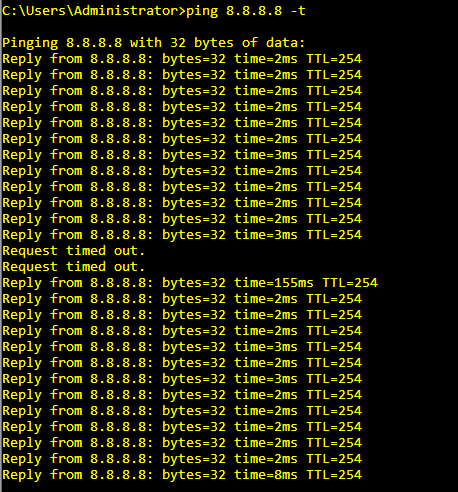 C:\Users\Administrator>ping 8.8.8.8 -t
Pinging 8.8.8.8 with 32 bytes of data:
Reply from 8.8.8.8: bytes=32 time=2ms TTL=254
Reply from 8.8.8.8: bytes=32 time=2ms TTL=254
Reply from 8.8.8.8: bytes=32 time=2ms TTL=254
Reply from 8.8.8.8: bytes=32 time=2ms TTL=254
Reply from 8.8.8.8: bytes=32 time=2ms TTL=254
Reply from 8.8.8.8: bytes=32 time=2ms TTL=254
Reply from 8.8.8.8: bytes=32 time=3ms TTL=254
Reply from 8.8.8.8: bytes=32 time=2ms TTL=254
Reply from 8.8.8.8: bytes=32 time=2ms TTL=254
Reply from 8.8.8.8: bytes=32 time=2ms TTL=254
Reply from 8.8.8.8: bytes=32 time=2ms TTL=254
Reply from 8.8.8.8: bytes=32 time=3ms TTL=254
Request timed out.
Request timed out.
Reply from 8.8.8.8: bytes=32 time=155ms TTL=254
Reply from 8.8.8.8: bytes=32 time=2ms TTL=254
Reply from 8.8.8.8: bytes=32 time=2ms TTL=254
Reply from 8.8.8.8: bytes=32 time=2ms TTL=254
Reply from 8.8.8.8: bytes=32 time=3ms TTL=254
Reply from 8.8.8.8: bytes=32 time=2ms TTL=254
Reply from 8.8.8.8: bytes=32 time=3ms TTL=254
Reply from 8.8.8.8: bytes=32 time=2ms TTL=254
Reply from 8.8.8.8: bytes=32 time=2ms TTL=254
Reply from 8.8.8.8: bytes=32 time=2ms TTL=254
Reply from 8.8.8.8: bytes=32 time=2ms TTL=254
Reply from 8.8.8.8: bytes=32 time=2ms TTL=254
Reply from 8.8.8.8: bytes=32 time=8ms TTL=254